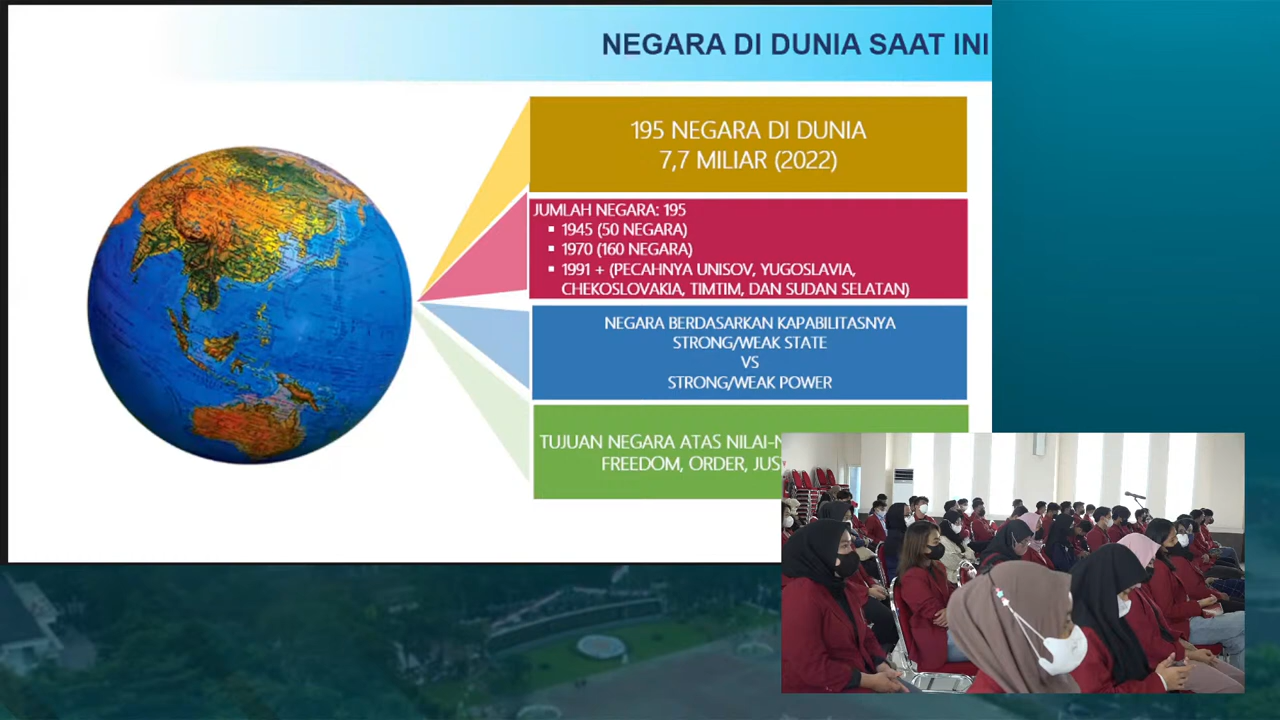 NEGARA DI DUNIA SAAT INI
195 NEGARA DI DUNIA
7,7 MILIAR (2022)
JUMLAH NEGARA: 195
▪ 1945 (50 NEGARA)
▪ 1970 (160 NEGARA)
▪ 1991 + (PECAHNYA UNISOV, YUGOSLAVIA,
CHEKOSLOVAKIA, TIMTIM, DAN SUDAN SELATAN)
NEGARA BERDASARKAN KAPABILITASNYA
STRONG/WEAK STATE
VS
STRONG/WEAK POWER
TUJUAN NEGARA ATAS
FREEDOM, ORDER,